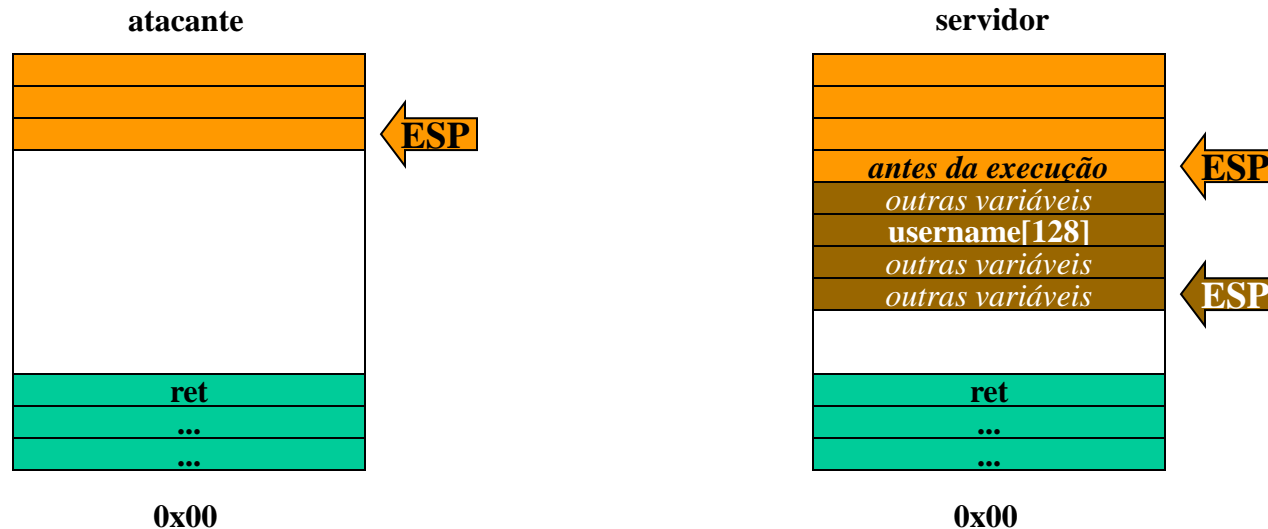 atacante
servidor
ESP
antes da execução
ESP
outras variáveis
username[128]
outras variáveis
outras variáveis
ESP
ret
ret
...
...
...
...
0x00
0x00